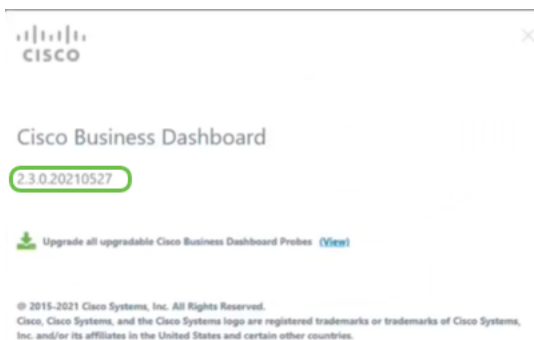 CISCO
Cisco Business Dashboard
2.3.0.20210527
Upgrade all upgradable Cisco Business Dashboard Probes (View)
© 2015-2021 Cisco Systems, Inc. All Rights Reserved.
Cisco, Cisco Systems, and the Cisco Systems logo are registered trademarks or trademarks of Cisco Systems,
Inc. and/or its affiliates in the United States and certain other countries.